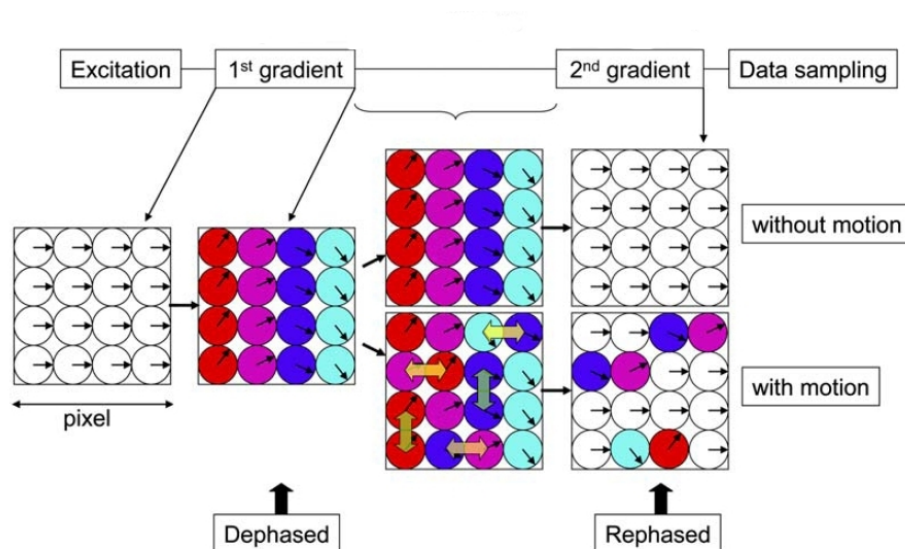 Excitation
1st gradient
2nd gradient
Data sampling
without motion
with motion
pixel
Dephased
Rephased